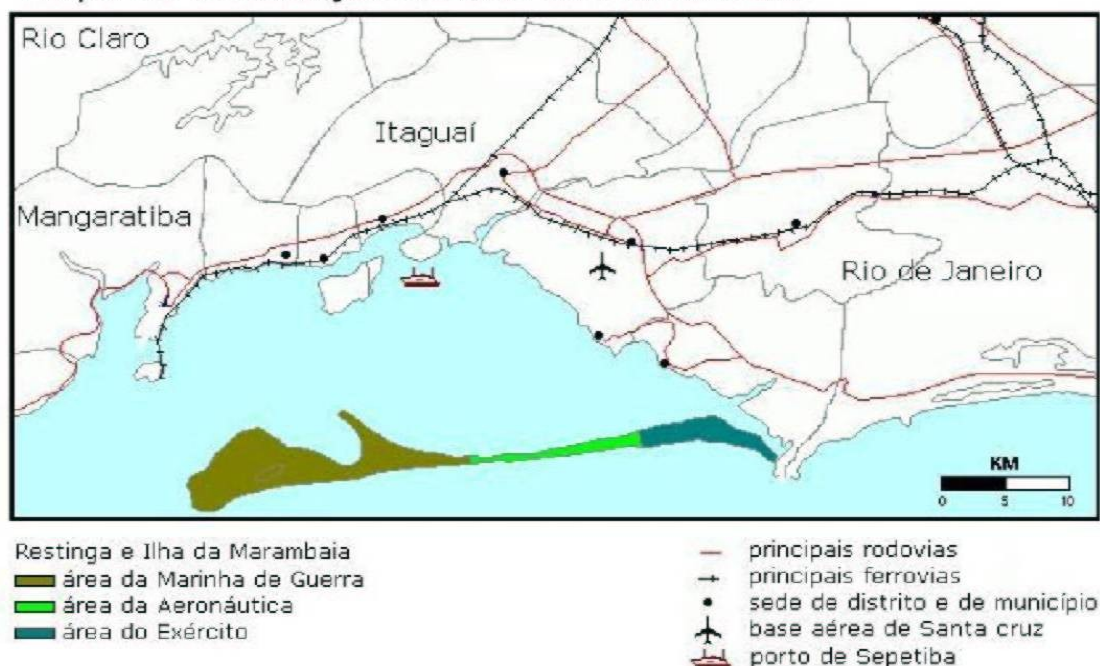 Rio Claro
Itaguaí
Mangaratiba
Rio de Janeiro
KM
0 5 10
Restinga e Ilha da Marambaia
área da Marinha de Guerra
área da Aeronáutica
área do Exército
principais rodovias
principais ferrovias
sede de distrito e de município
base aérea de Santa cruz
porto de Sepetiba